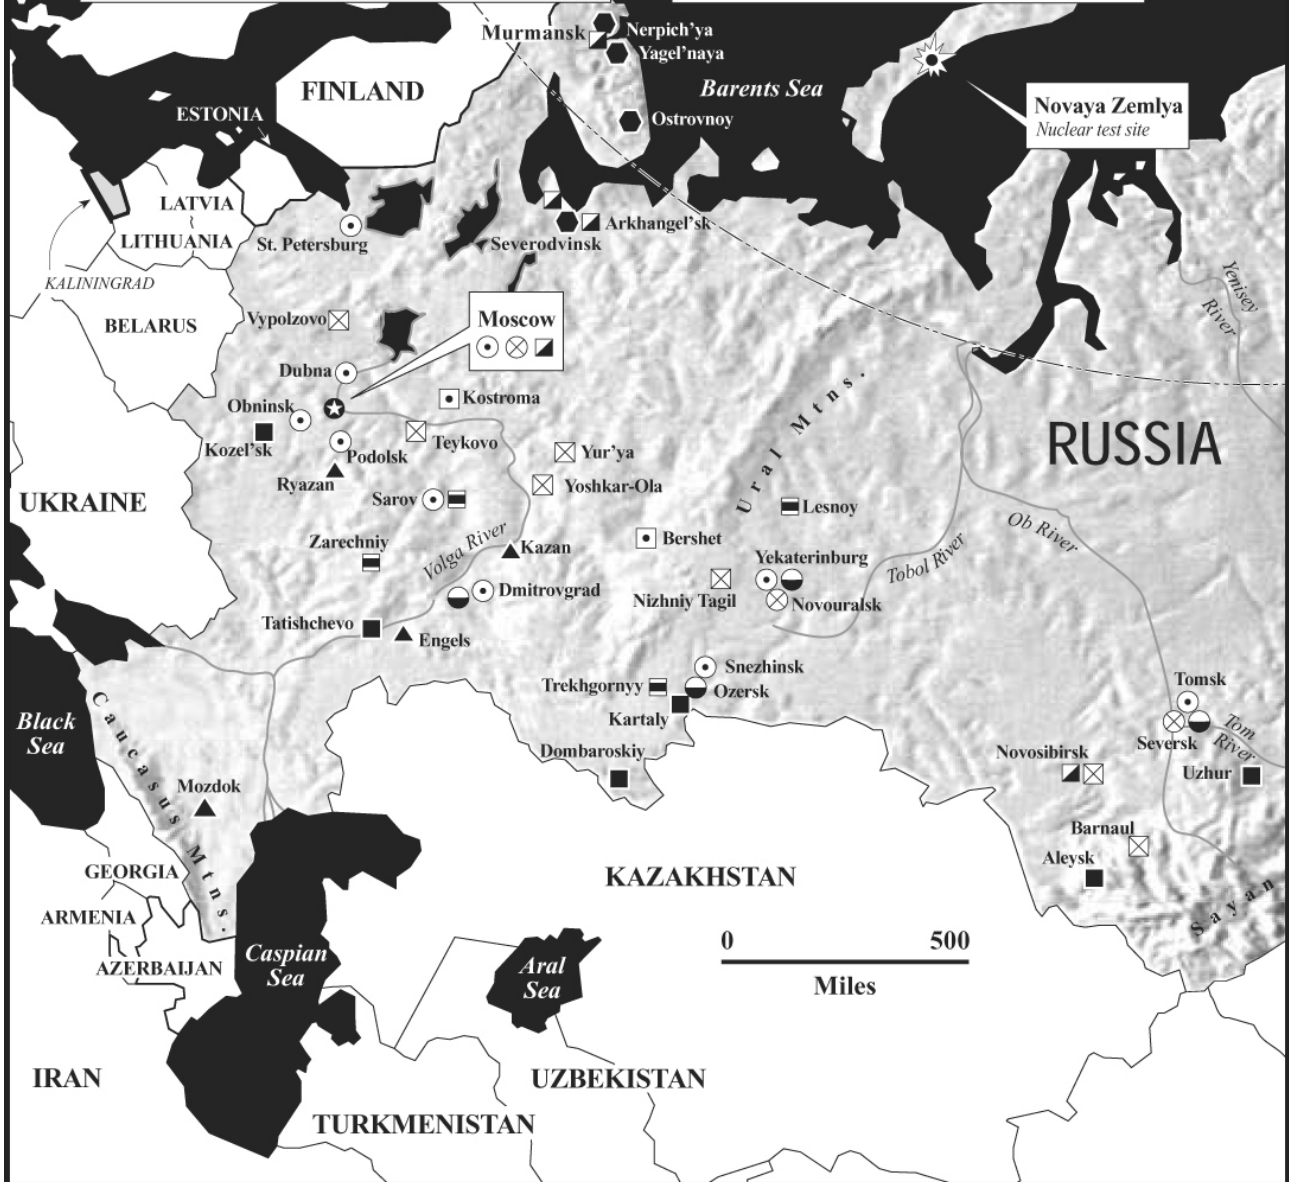 Murmansk
Nerpich'ya
Yagel'naya
Barents Sea
FINLAND
Novaya Zemlya
Nuclear test site
ESTONIA
Ostrovnoy
LATVIA
LITHUANIA
St. Petersburg
Severodvinsk
Arkhangel'sk
KALININGRAD
Yenisey
River
BELARUS
Vypolzovo
Moscow
Dubna
Kostroma
Obninsk
Kozel'sk
Podolsk
Teykovo
Ural Mtns.
RUSSIA
Ryazan
Yur'ya
Yoshkar-Ola
UKRAINE
Sarov
Lesnoy
Zarechniy
Volga River
Kazan
Bershet
Ob River
Tobol River
Yekaterinburg
Dmitrovgrad
Nizhniy Tagil
Novouralsk
Tatishchevo
Engels
Snezhinsk
Trekhgornyy
Ozersk
Kartaly
Tomsk
Black
Sea
Caucasus Mtns.
Dombaroskiy
Seversk
Tom
River
Novosibirsk
Uzhur
Mozdok
Barnaul
Aleysk
GEORGIA
KAZAKHSTAN
ARMENIA
Sayan
0 500
Miles
AZERBAIJAN
Caspian
Sea
Aral
Sea
IRAN
UZBEKISTAN
TURKMENISTAN